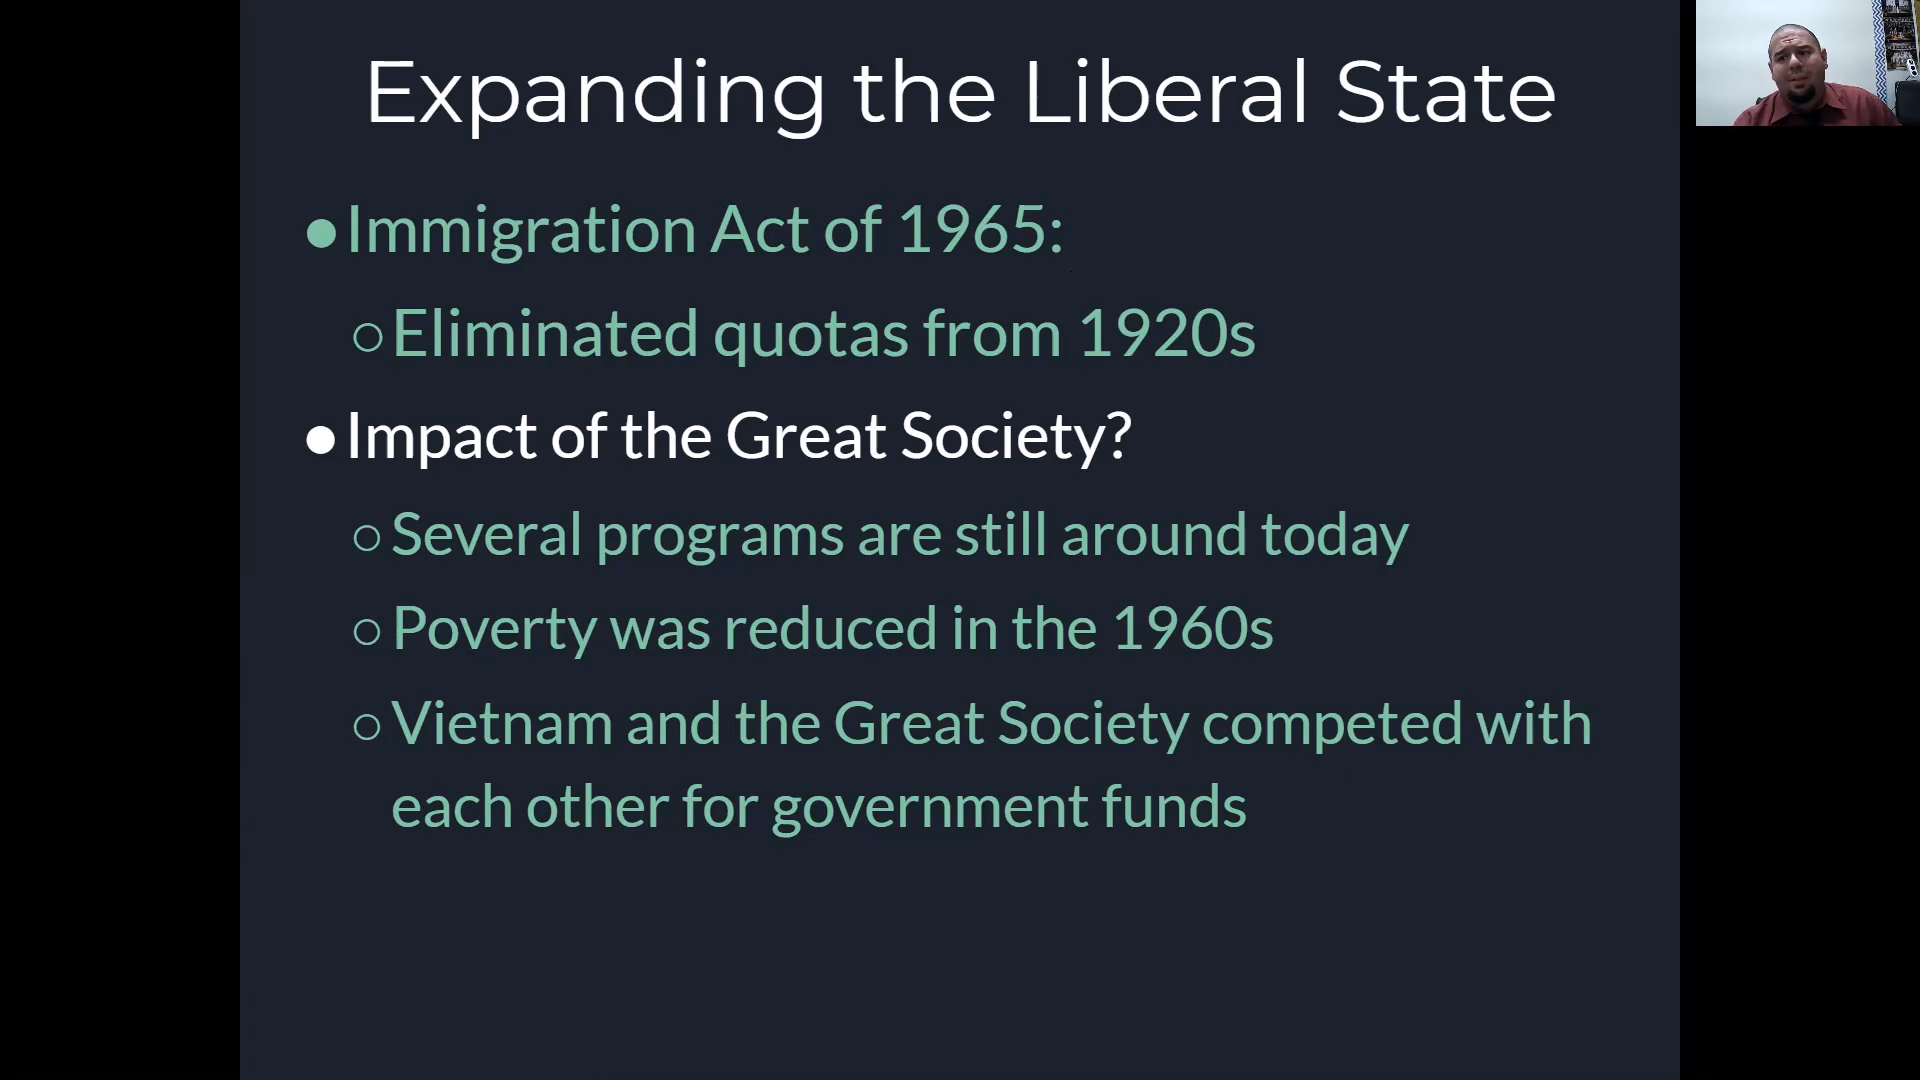 Expanding the Liberal State
●Immigration Act of 1965:
○Eliminated quotas from 1920s
●Impact of the Great Society?
○Several programs are still around today
○Poverty was reduced in the 1960s
○Vietnam and the Great Society competed with
each other for government funds